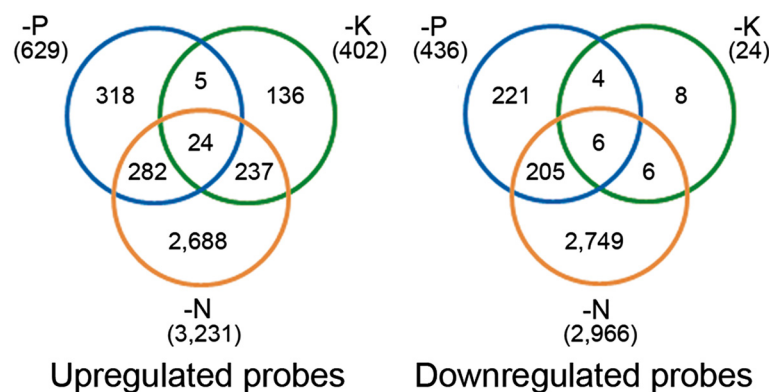 -P
(629)
-K
(402)
318
5
136
24
282
237
2,688
-N
(3,231)
Upregulated probes
-P
(436)
-K
(24)
221
4
8
6
205
6
2,749
-N
(2,966)
Downregulated probes